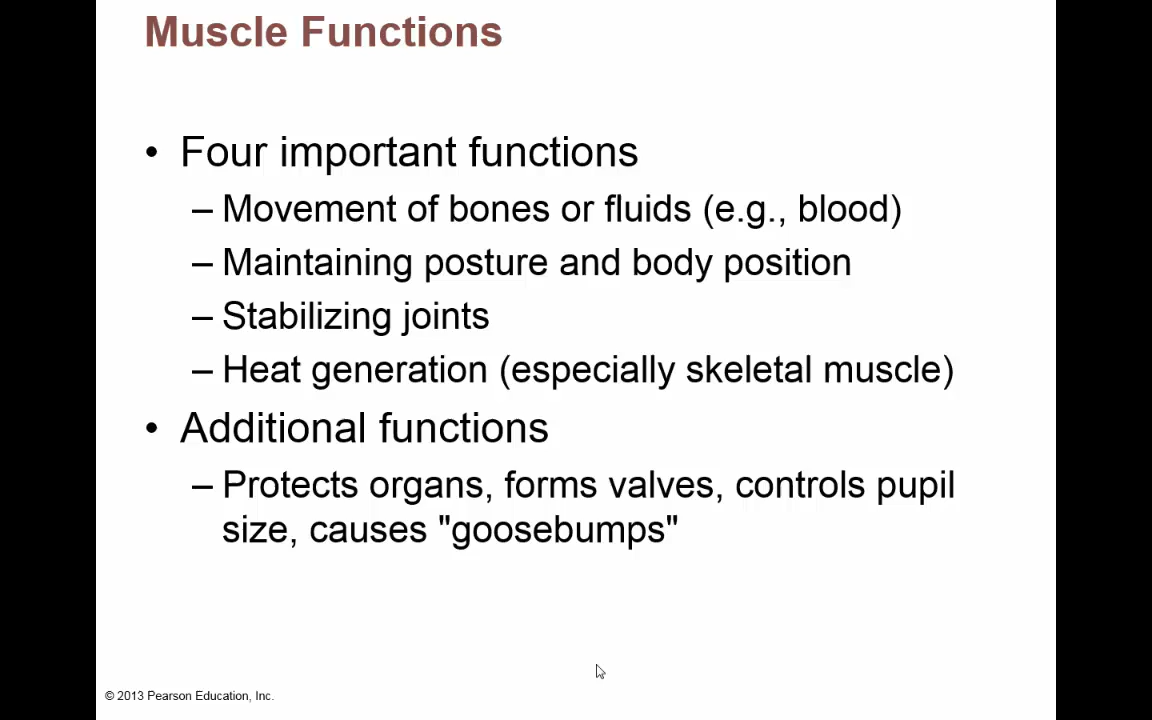 Muscle Functions
• Four important functions
– Movement of bones or fluids (e.g., blood)
– Maintaining posture and body position
– Stabilizing joints
– Heat generation (especially skeletal muscle)
• Additional functions
– Protects organs, forms valves, controls pupil
size, causes "goosebumps"
© 2013 Pearson Education, Inc.